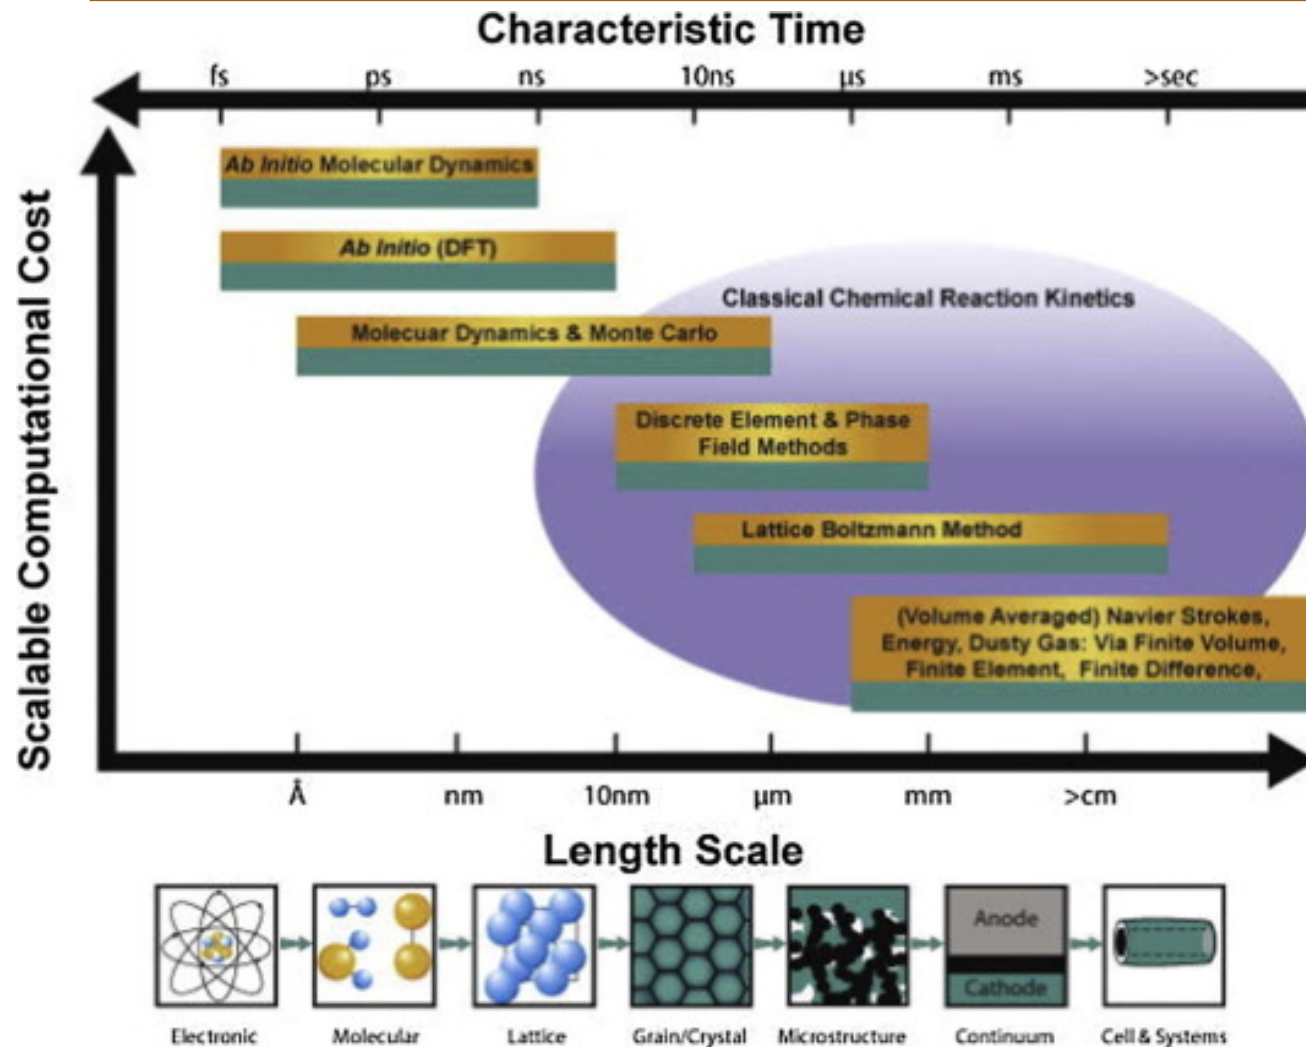 Characteristic Time
fs ps ns 10ns µs ms >sec
Scalable Computational Cost
Ab Initio Molecular Dynamics
Ab Initio (DFT)
Classical Chemical Reaction Kinetics
Molecuar Dynamics & Monte Carlo
Discrete Element & Phase
Field Methods
Lattice Boltzmann Method
(Volume Averaged) Navier Strokes,
Energy, Dusty Gas: Via Finite Volume,
Finite Element, Finite Difference,
Å nm 10nm µm mm >cm
Length Scale
Anode
Cathode
Electronic Molecular Lattice Grain/Crystal Microstructure Continuum Cell & Systems